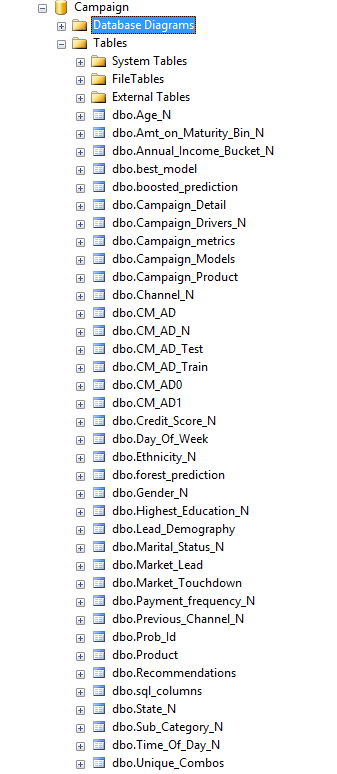 Campaign
Database Diagrams
Tables
System Tables
FileTables
External Tables
dbo.Age_N
dbo.Amt_on_Maturity_Bin_N
dbo.Annual_Income_Bucket_N
dbo.best_model
dbo.boosted_prediction
dbo.Campaign_Detail
dbo.Campaign_Drivers_N
dbo.Campaign_metrics
dbo.Campaign_Models
dbo.Campaign_Product
dbo.Channel_N
dbo.CM_AD
dbo.CM_AD_N
dbo.CM_AD_Test
dbo.CM_AD_Train
dbo.CM_AD0
dbo.CM_AD1
dbo.Credit_Score_N
dbo.Day_Of_Week
dbo.Ethnicity_N
dbo.forest_prediction
dbo.Gender_N
dbo.Highest_Education_N
dbo.Lead_Demography
dbo.Marital_Status_N
dbo.Market_Lead
dbo.Market_Touchdown
dbo.Payment_frequency_N
dbo.Previous_Channel_N
dbo.Prob_Id
dbo.Product
dbo.Recommendations
dbo.sql_columns
dbo.State_N
dbo.Sub_Category_N
dbo.Time_Of_Day_N
dbo.Unique_Combos